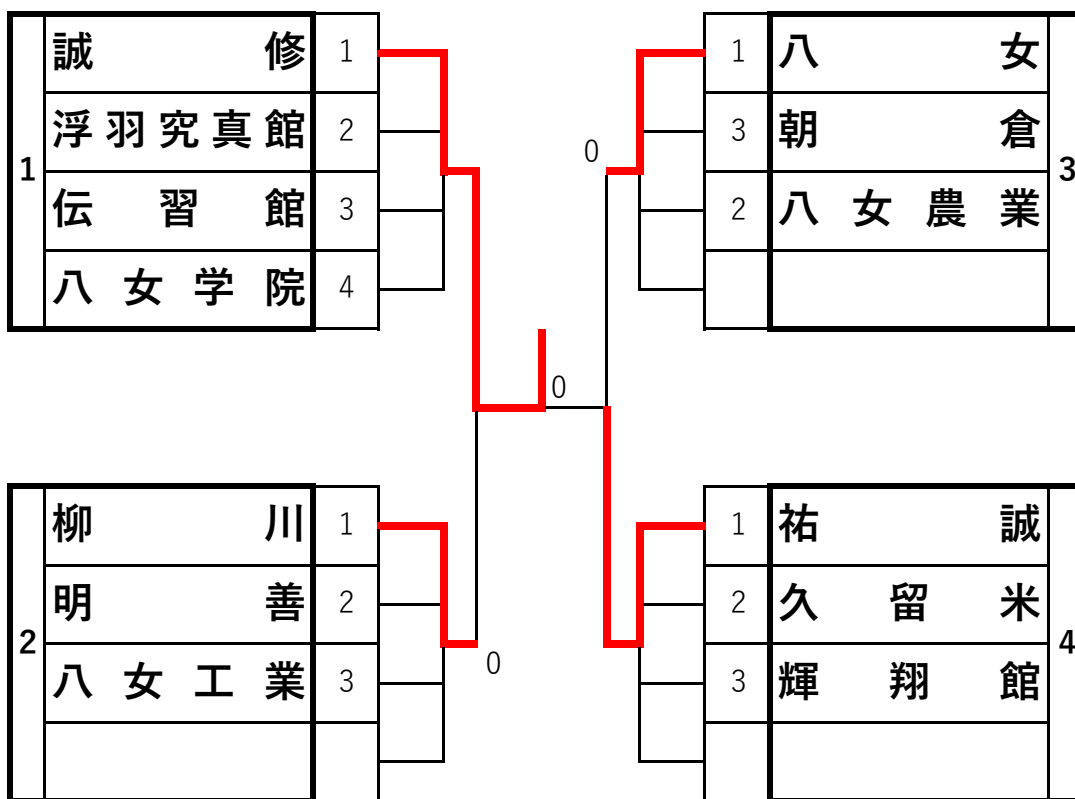 1
誠修 1
浮羽究真館 2
伝習館 3
八女学院 4
1 八女
3 朝倉
2 八女農業
3
0
0
2
柳川 1
明善 2
八女工業 3
0
1 祐誠
2 久留米
3 輝翔館
4